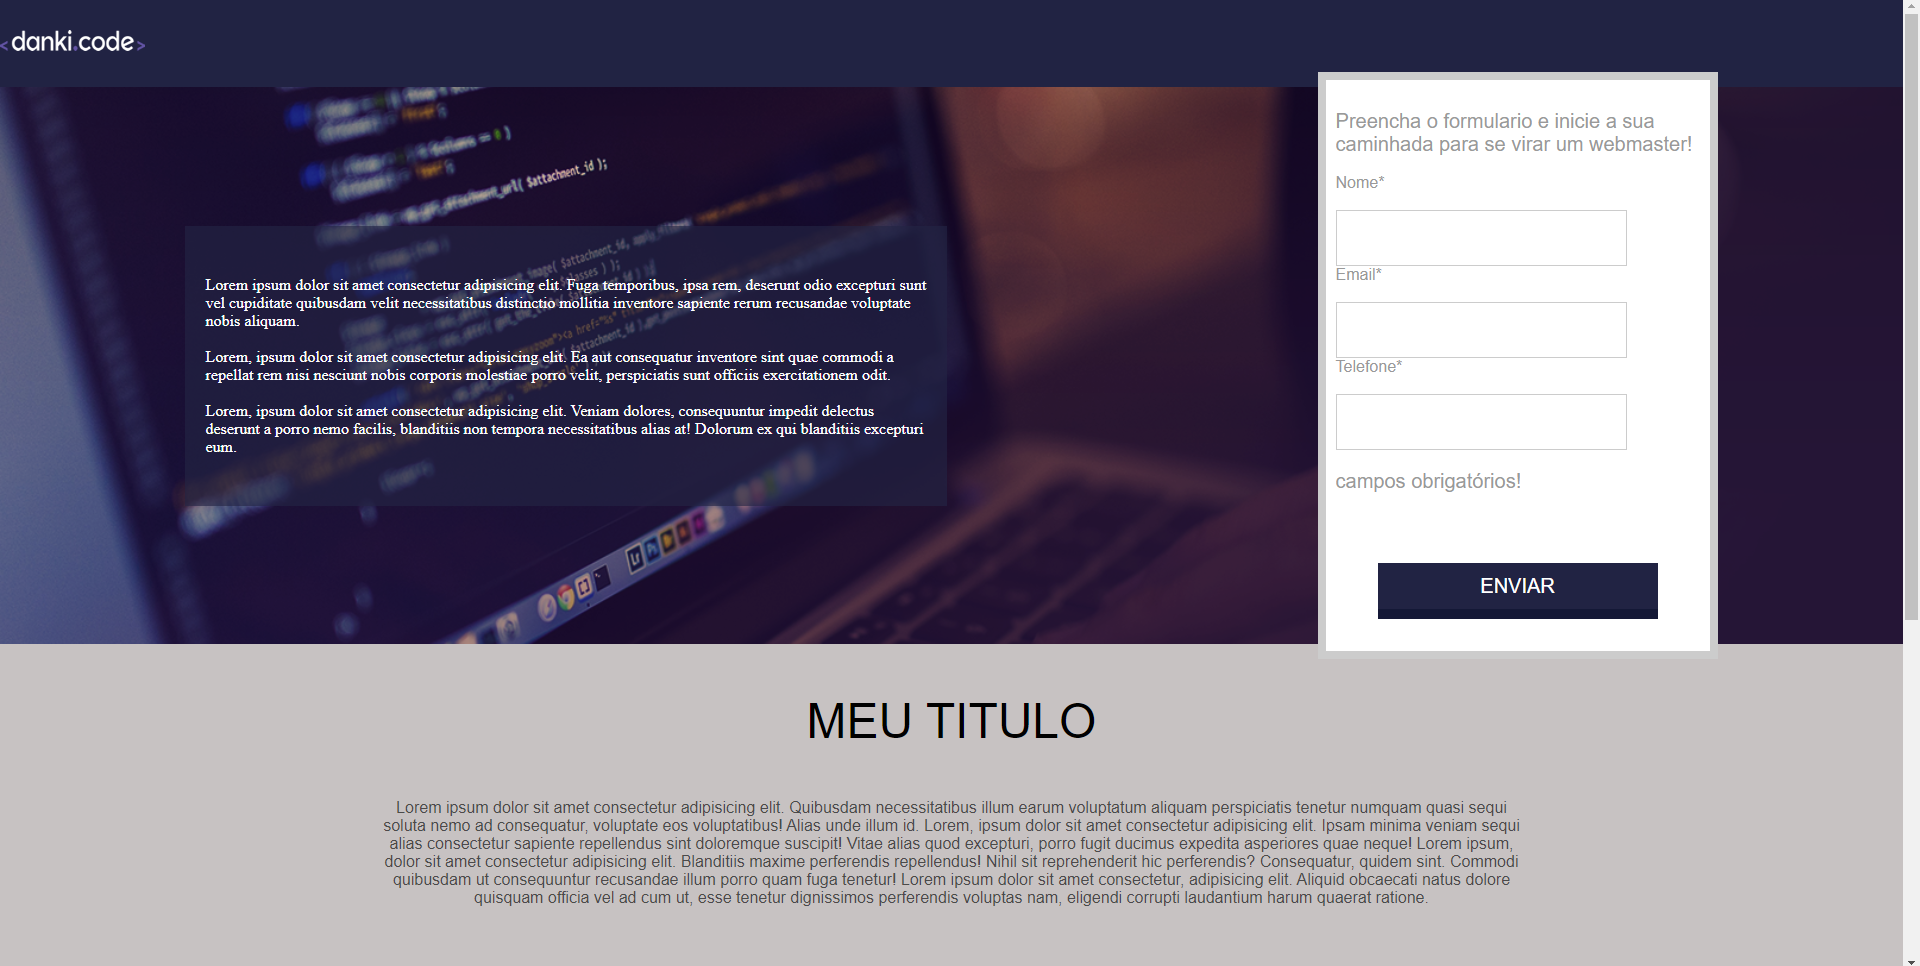 <danki.code>
$columns == 0 )
attachment_url( $attachment_id );
Preencha o formulario e inicie a sua
caminhada para se virar um webmaster!
Nome*
Email*
Telefone*
campos obrigatórios!
ENVIAR
Lorem ipsum dolor sit amet consectetur adipisicing elit. Fuga temporibus, ipsa rem, deserunt odio excepturi sunt
vel cupiditate quibusdam velit necessitatibus distinctio mollitia inventore sapiente rerum recusandae voluptate
nobis aliquam.
Lorem, ipsum dolor sit amet consectetur adipisicing elit. Ea aut consequatur inventore sint quae commodi a
repellat rem nisi nesciunt nobis corporis molestiae porro velit, perspiciatis sunt officiis exercitationem odit.
Lorem, ipsum dolor sit amet consectetur adipisicing elit. Veniam dolores, consequuntur impedit delectus
deserunt a porro nemo facilis, blanditiis non tempora necessitatibus alias at! Dolorum ex qui blanditiis excepturi
eum.
Lr
Ps
MEU TITULO
Lorem ipsum dolor sit amet consectetur adipisicing elit. Quibusdam necessitatibus illum earum voluptatum aliquam perspiciatis tenetur numquam quasi sequi
soluta nemo ad consequatur, voluptate eos voluptatibus! Alias unde illum id. Lorem, ipsum dolor sit amet consectetur adipisicing elit. Ipsam minima veniam sequi
alias consectetur sapiente repellendus sint doloremque suscipit! Vitae alias quod excepturi, porro fugit ducimus expedita asperiores quae neque! Lorem ipsum,
dolor sit amet consectetur adipisicing elit. Blanditiis maxime perferendis repellendus! Nihil sit reprehenderit hic perferendis? Consequatur, quidem sint. Commodi
quibusdam ut consequuntur recusandae illum porro quam fuga tenetur! Lorem ipsum dolor sit amet consectetur, adipisicing elit. Aliquid obcaecati natus dolore
quisquam officia vel ad cum ut, esse tenetur dignissimos perferendis voluptas nam, eligendi corrupti laudantium harum quaerat ratione.